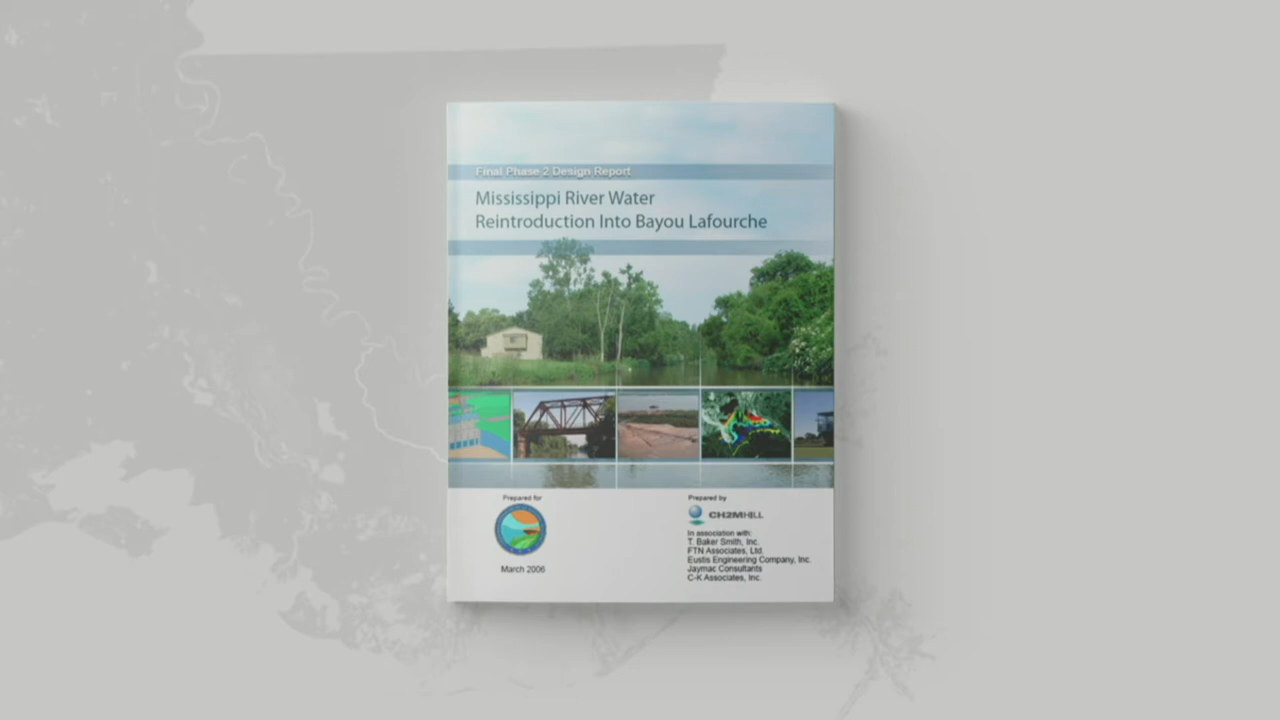 Final Phase 2 Design Report
Mississippi River Water
Reintroduction Into Bayou Lafourche
Prepared for
March 2006
Prepared by
CH2MHILL
In association with:
T. Baker Smith, Inc.
FTN Associates, Ltd.
Eustis Engineering Company, Inc.
Jaymac Consultants
C-K Associates, Inc.